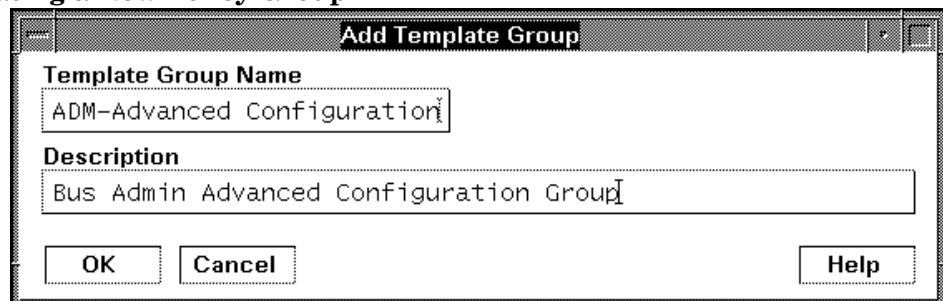 Add Template Group
Template Group Name
ADM-Advanced Configuration
Description
Bus Admin Advanced Configuration Group
OK Cancel Help